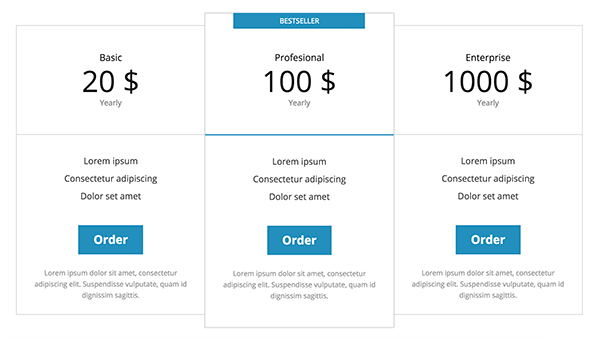 Basic
20 $
Yearly
Lorem ipsum
Consectetur adipiscing
Dolor set amet
Order
Lorem ipsum dolor sit amet, consectetur
adipiscing elit. Suspendisse vulputate, quam id
dignissim sagittis.
BESTSELLER
Profesional
100 $
Yearly
Lorem ipsum
Consectetur adipiscing
Dolor set amet
Order
Lorem ipsum dolor sit amet, consectetur
adipiscing elit. Suspendisse vulputate, quam id
dignissim sagittis.
Enterprise
1000 $
Yearly
Lorem ipsum
Consectetur adipiscing
Dolor set amet
Order
Lorem ipsum dolor sit amet, consectetur
adipiscing elit. Suspendisse vulputate, quam id
dignissim sagittis.